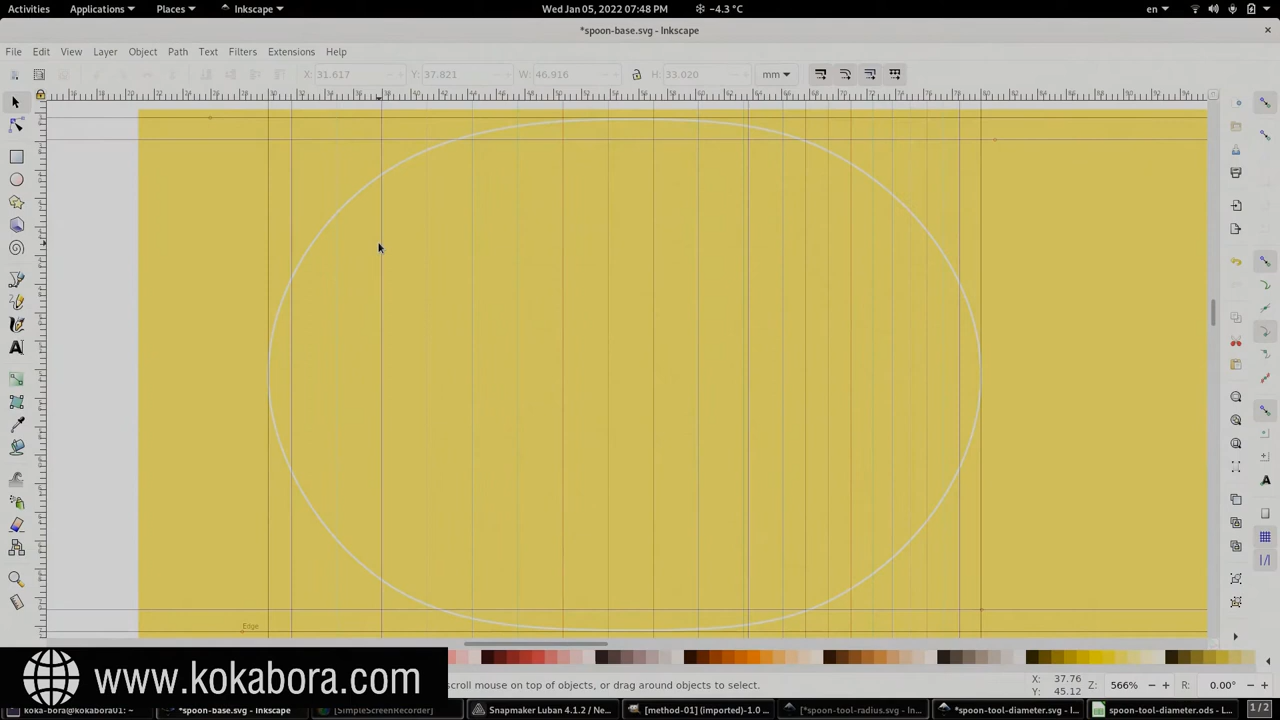 Activities Applications Places Inkscape Wed Jan 05, 2022 07:48 PM −4.3 °C en
*spoon-base.svg - Inkscape
File Edit View Layer Object Path Text Filters Extensions Help
X: 31.617 Y: 37.821 W: 46.916 H: 33.020 mm
Edge
www.kokabora.com
scroll mouse on top of objects, or drag around objects to select.
X: 37.76
Y: 45.12
Z: 566% R: 0.00°
koka-bora@kokabora01: ~ *spoon-base.svg - Inkscape [SimpleScreenRecorder] Snapmaker Luban 4.1.2 / Ne... [method-01] (imported)-1.0 ... [*spoon-tool-radius.svg - In... *spoon-tool-diameter.svg - I... spoon-tool-diameter.ods - L... 1/2